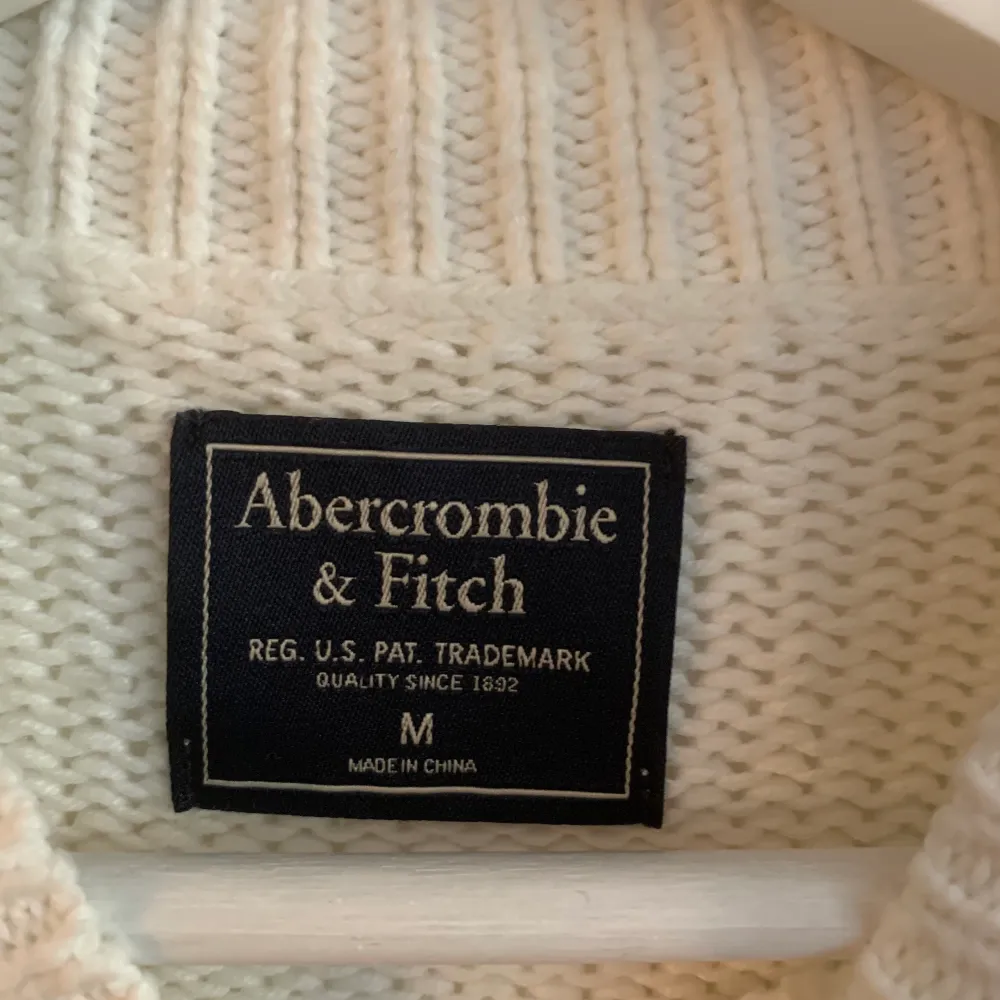 Abercrombie
& Fitch
REG. U.S. PAT. TRADEMARK
QUALITY SINCE 1892
M
MADE IN CHINA